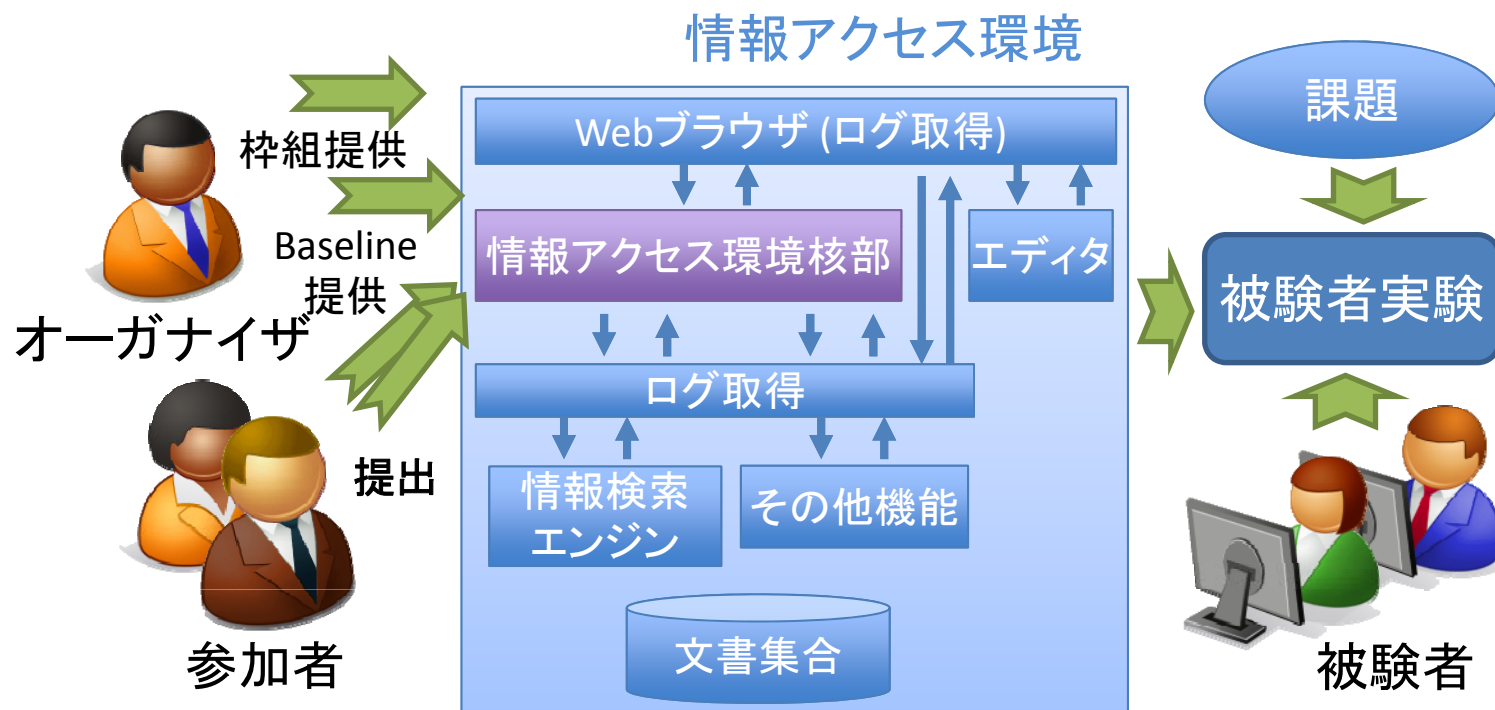 情報アクセス環境
枠組提供
Baseline
提供
オーガナイザ
提出
参加者
Webブラウザ (ログ取得)
情報アクセス環境核部
エディタ
ログ取得
情報検索
エンジン
その他機能
文書集合
課題
被験者実験
被験者